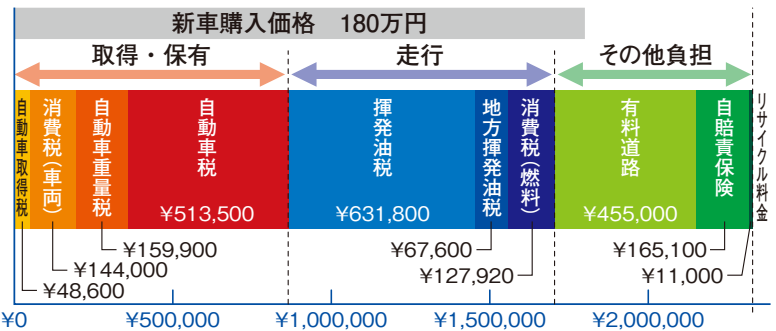 新車購入価格 180万円
取得・保有
走行
その他負担
自動車取得税
消費税(車両)
自動車重量税
自動車税
揮発油税
地方揮発油税
消費税(燃料)
有料道路
自賠責保険
リサイクル料金
¥513,500
¥631,800
¥455,000
¥159,900
¥67,600
¥165,100
¥144,000
¥127,920
¥11,000
¥48,600
¥0
¥500,000
¥1,000,000
¥1,500,000
¥2,000,000